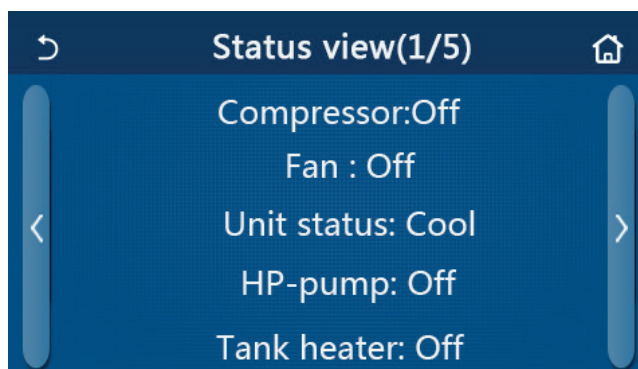 Status view(1/5)
Compressor:Off
Fan : Off
Unit status: Cool
HP-pump: Off
Tank heater: Off